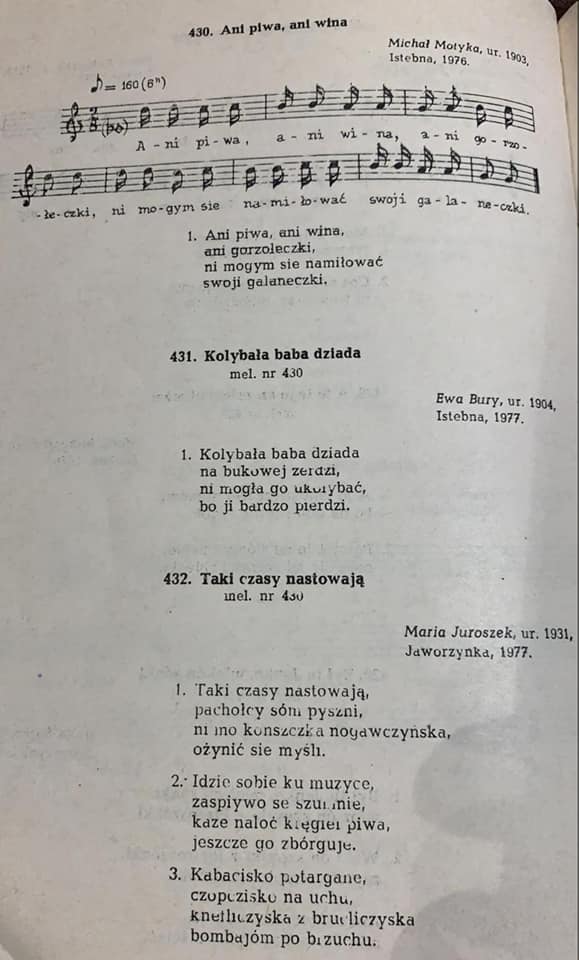 430. Ani piwa, ani wina
Michał Motyka, ur. 1903,
Istebna, 1976.
♪= 160 (6")
A - ni pi - wa, a - ni wi - na, a - ni go - rzo -
-łe-czki, ni mo-gym sie na-mi-ło-wać swoji ga-la-ne-czki.
1. Ani piwa, ani wina,
ani gorzołeczki,
ni mogym sie namiłować
swoji galaneczki.
431. Kolybała baba dziada
mel. nr 430
Ewa Bury, ur. 1904,
Istebna, 1977.
1. Kolybała baba dziada
na bukowej zerdzi,
ni mogła go ukolybać,
bo ji bardzo pierdzi.
432. Taki czasy nastowają
mel. nr 430
Maria Juroszek, ur. 1931,
Jaworzynka, 1977.
1. Taki czasy nastowają,
pachołcy sóm pyszni,
ni mo konszczka nogawczyńska,
ożynić sie myśli.
2. Idzie sobie ku muzyce,
zaspiywo se szumnie,
kaze naloć kięgiel piwa,
jeszcze go zbórguje.
3. Kabacisko potargane,
czopczisko na uchu,
z
bombajóm po brzuchu.